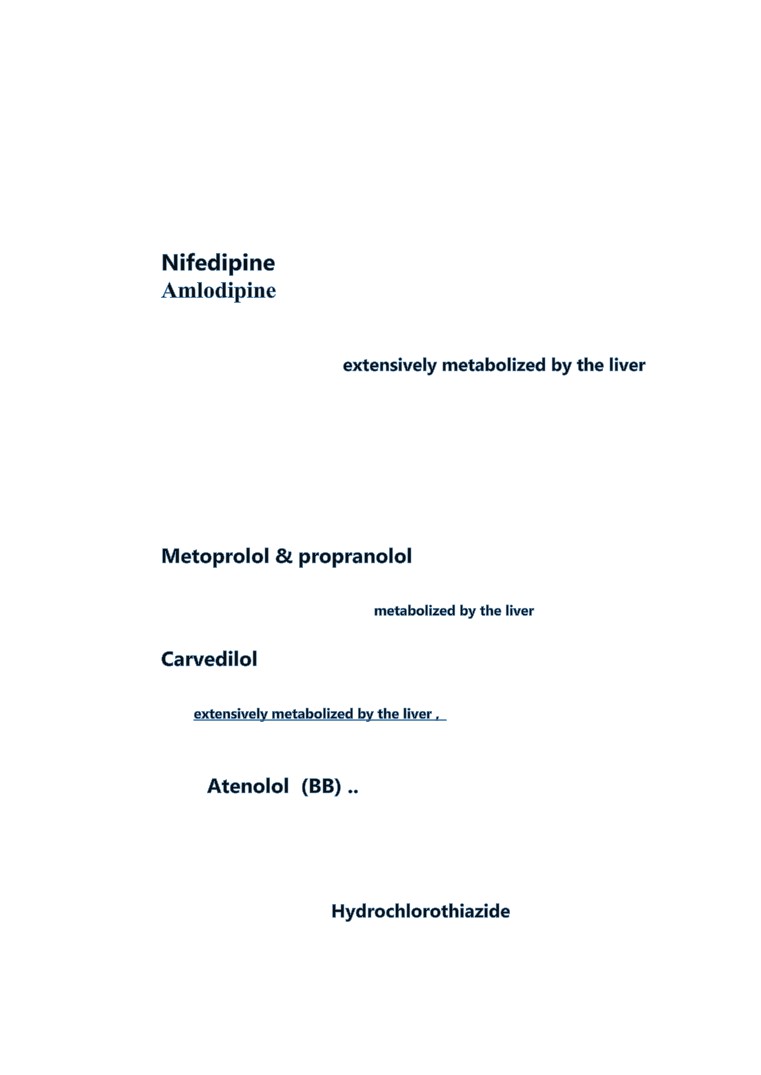 Nifedipine
Amlodipine
extensively metabolized by the liver
Metoprolol & propranolol
metabolized by the liver
Carvedilol
extensively metabolized by the liver ,
Atenolol  (BB) ..
Hydrochlorothiazide